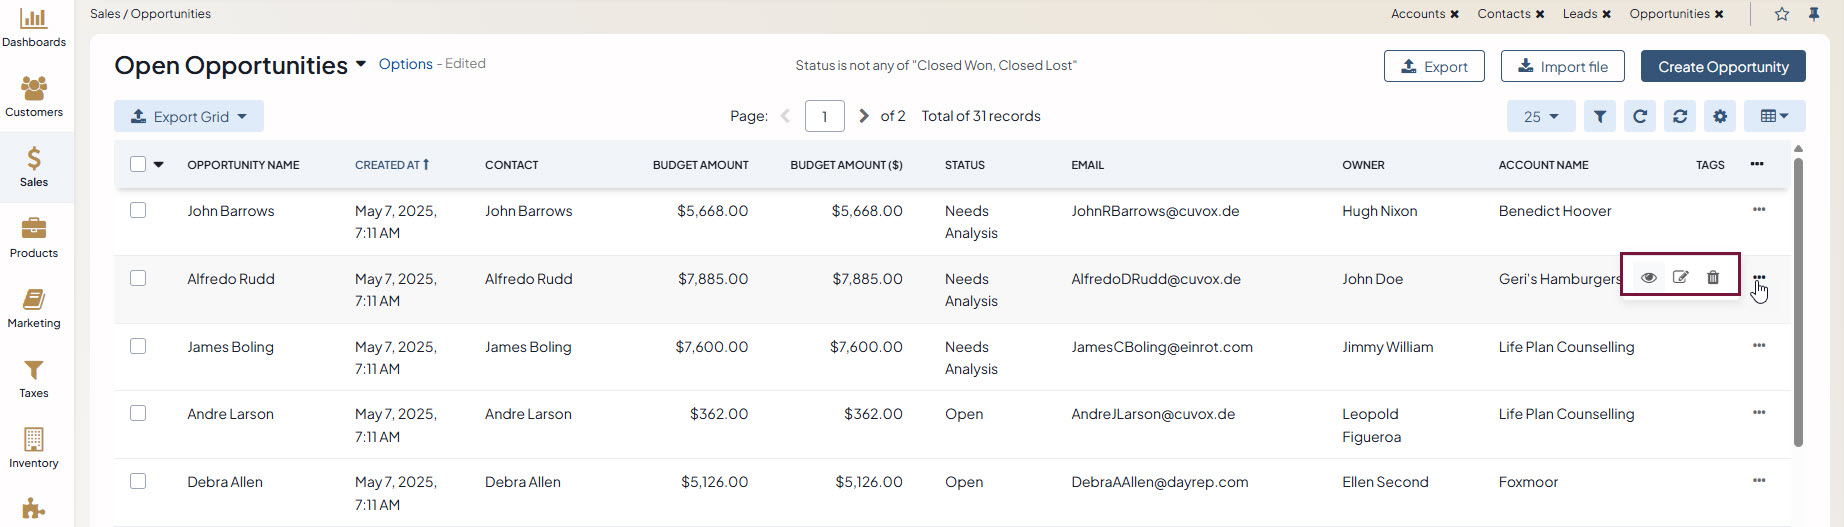 Sales / Opportunities
Accounts ✖ Contacts ✖ Leads ✖ Opportunities ✖
Dashboards
Customers
Sales
Products
Marketing
Taxes
Inventory
Open Opportunities Options - Edited
Status is not any of "Closed Won, Closed Lost"
Export Import file Create Opportunity
Export Grid
Page: 1 of 2 Total of 31 records
25
OPPORTUNITY NAME CREATED AT CONTACT BUDGET AMOUNT BUDGET AMOUNT ($) STATUS EMAIL OWNER ACCOUNT NAME TAGS
John Barrows May 7, 2025, John Barrows $5,668.00 $5,668.00 Needs JohnRBarrows@cuvox.de Hugh Nixon Benedict Hoover
7:11 AM Analysis
Alfredo Rudd May 7, 2025, Alfredo Rudd $7,885.00 $7,885.00 Needs AlfredoDRudd@cuvox.de John Doe Geri's Hamburgers
7:11 AM Analysis
James Boling May 7, 2025, James Boling $7,600.00 $7,600.00 Needs JamesCBoling@einrot.com Jimmy William Life Plan Counselling
7:11 AM Analysis
Andre Larson May 7, 2025, Andre Larson $362.00 $362.00 Open AndreJLarson@cuvox.de Leopold Life Plan Counselling
7:11 AM Figueroa
Debra Allen May 7, 2025, Debra Allen $5,126.00 $5,126.00 Open DebraAAllen@dayrep.com Ellen Second Foxmoor
7:11 AM